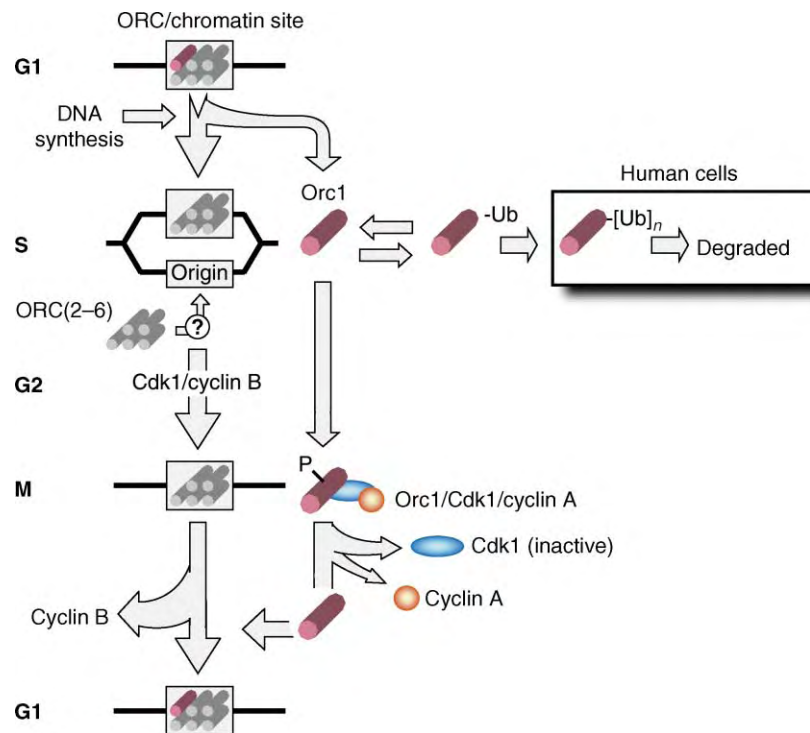 ORC/chromatin site
G1
DNA
synthesis
Orc1
Human cells
-Ub
-[Ub]n
Degraded
S
Origin
ORC(2–6)
?
G2
Cdk1/cyclin B
P
M
Orc1/Cdk1/cyclin A
Cdk1 (inactive)
Cyclin A
Cyclin B
G1